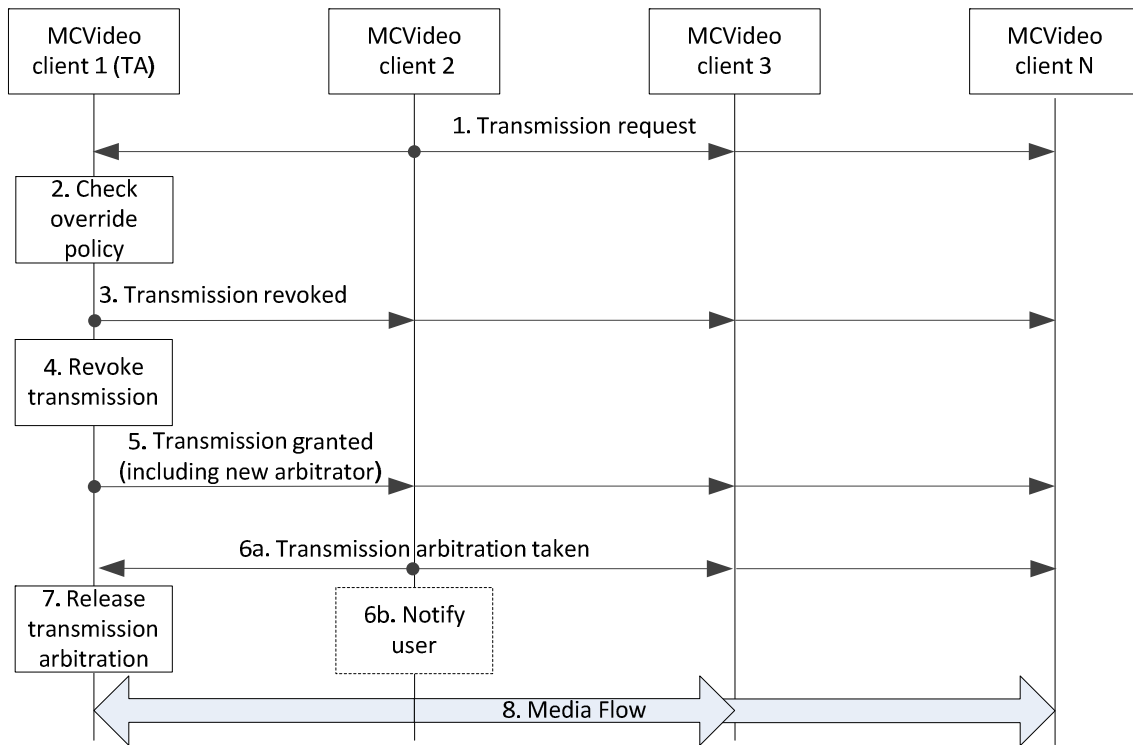 MCVideo
client 1 (TA)
MCVideo
client 2
MCVideo
client 3
MCVideo
client N
1. Transmission request
2. Check
override
policy
3. Transmission revoked
4. Revoke
transmission
5. Transmission granted
(including new arbitrator)
6a. Transmission arbitration taken
7. Release
transmission
arbitration
6b. Notify
user
8. Media Flow